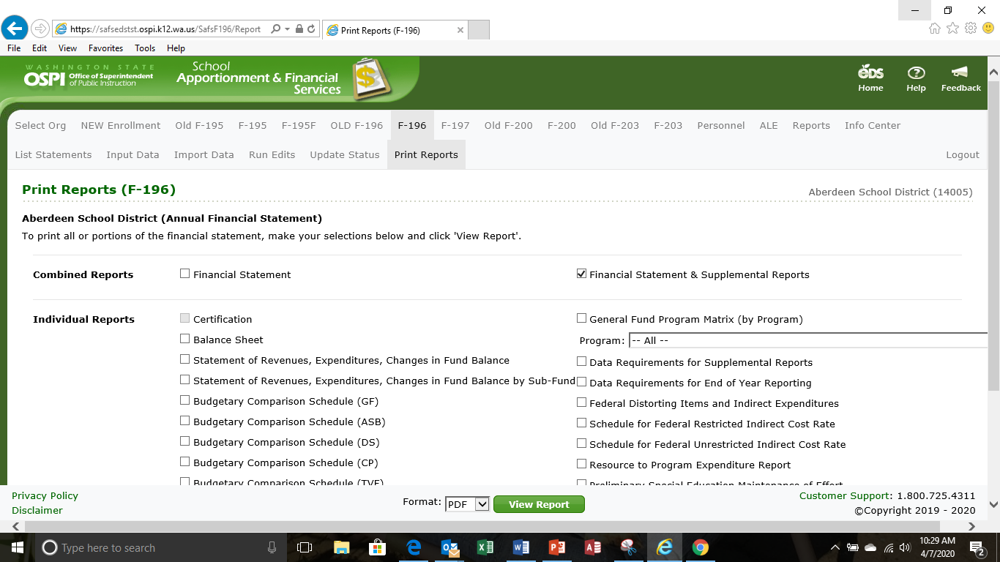 https://safsedstst.ospi.k12.wa.us/SafsF196/Report
Print Reports (F-196)
File Edit View Favorites Tools Help
WASHINGTON STATE
OSPI Office of Superintendent of Public Instruction
School Apportionment & Financial Services
eds Home
Help
Feedback
Select Org NEW Enrollment Old F-195 F-195 F-195F OLD F-196 F-196 F-197 Old F-200 F-200 Old F-203 F-203 Personnel ALE Reports Info Center
List Statements Input Data Import Data Run Edits Update Status Print Reports Logout
Print Reports (F-196) Aberdeen School District (14005)
Aberdeen School District (Annual Financial Statement)
To print all or portions of the financial statement, make your selections below and click 'View Report'.
Combined Reports Financial Statement Financial Statement & Supplemental Reports
Individual Reports Certification General Fund Program Matrix (by Program)
Balance Sheet Program: -- All --
Statement of Revenues, Expenditures, Changes in Fund Balance Data Requirements for Supplemental Reports
Statement of Revenues, Expenditures, Changes in Fund Balance by Sub-Fund Data Requirements for End of Year Reporting
Budgetary Comparison Schedule (GF) Federal Distorting Items and Indirect Expenditures
Budgetary Comparison Schedule (ASB) Schedule for Federal Restricted Indirect Cost Rate
Budgetary Comparison Schedule (DS) Schedule for Federal Unrestricted Indirect Cost Rate
Budgetary Comparison Schedule (CP) Resource to Program Expenditure Report
Budgetary Comparison Schedule (TVF) Preliminary Special Education Maintenance of Effort
Privacy Policy Format: PDF View Report Customer Support: 1.800.725.4311
Disclaimer ©Copyright 2019 - 2020
Type here to search
10:29 AM
4/7/2020
2